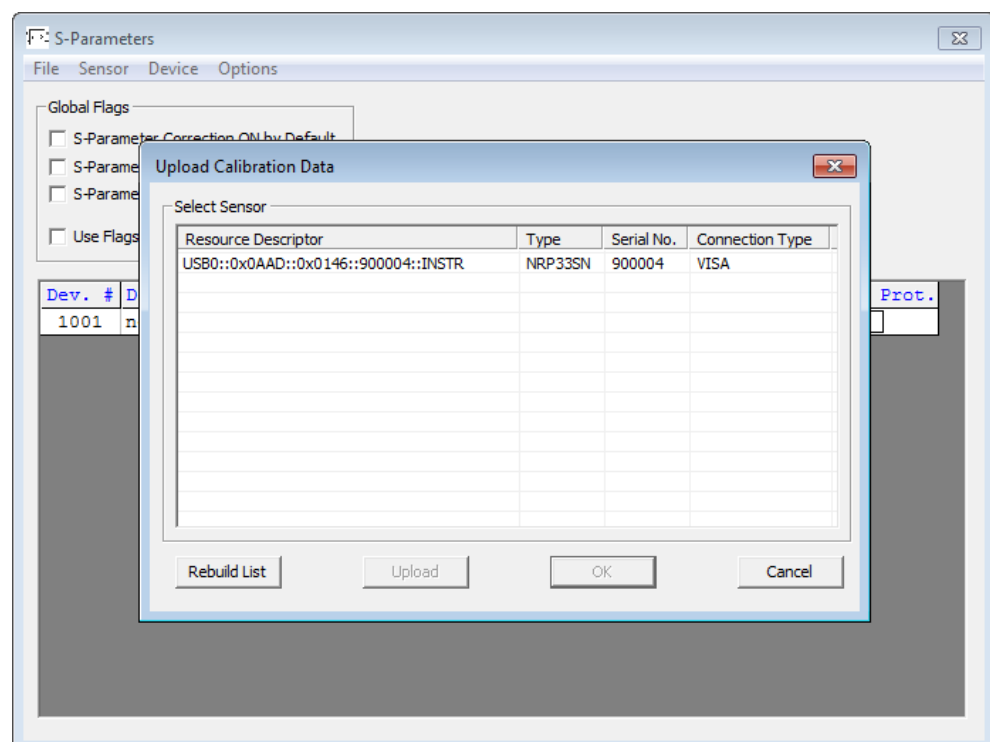 S-Parameters
File Sensor Device Options
Global Flags
S-Parameter Correction ON by Default
S-Parame
S-Parame
Use Flags
Upload Calibration Data
Select Sensor
Resource Descriptor Type Serial No. Connection Type
USB0::0x0AAD::0x0146::900004::INSTR NRP33SN 900004 VISA
Dev. # D Prot.
1001 n
Rebuild List Upload OK Cancel